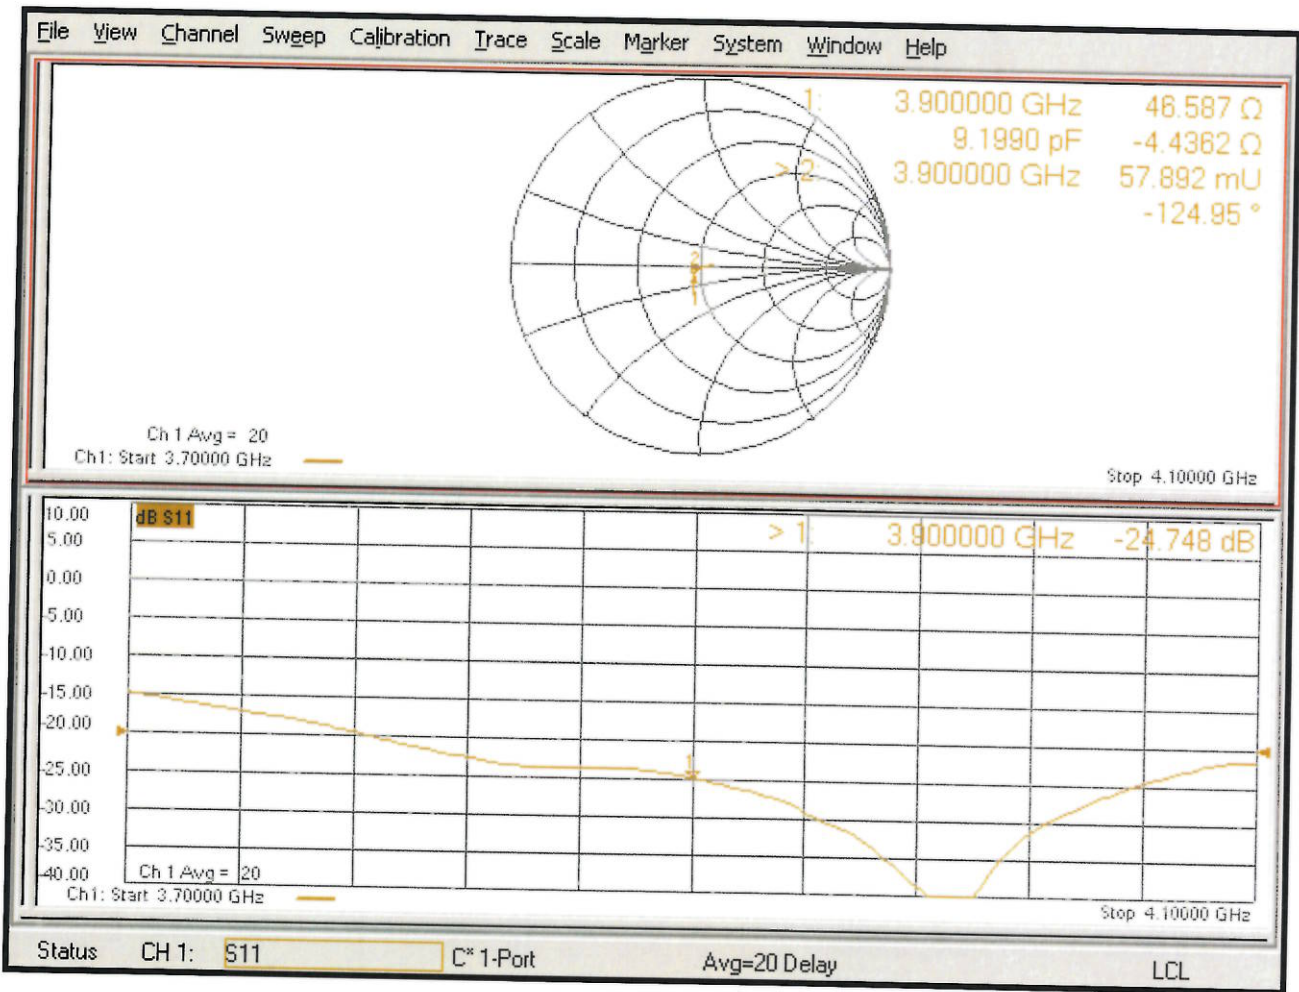 File View Channel Sweep Calibration Trace Scale Marker System Window Help
1: 3.900000 GHz 46.587 Ω
9.1990 pF -4.4362 Ω
> 2: 3.900000 GHz 57.892 mU
-124.95 °
2
1
Ch 1 Avg = 20
Ch1: Start 3.70000 GHz
Stop 4.10000 GHz
10.00
dB S11
> 1: 3.900000 GHz -24.748 dB
5.00
0.00
-5.00
-10.00
-15.00
-20.00
1
-25.00
-30.00
-35.00
-40.00
Ch 1 Avg = 20
Ch1: Start 3.70000 GHz
Stop 4.10000 GHz
Status CH 1: S11 C* 1-Port Avg=20 Delay LCL